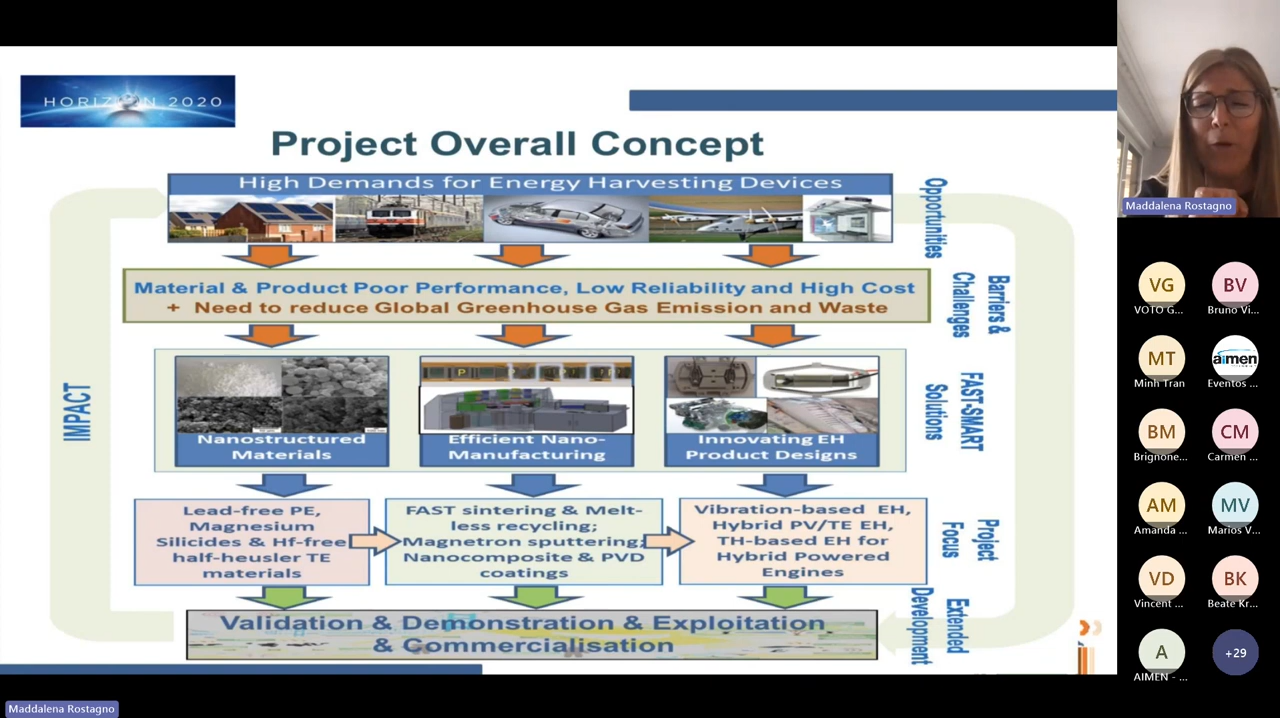 HORIZON 2020
Project Overall Concept
High Demands for Energy Harvesting Devices
Opportunities
Material & Product Poor Performance, Low Reliability and High Cost
+ Need to reduce Global Greenhouse Gas Emission and Waste
Barriers &
Challenges
IMPACT
P
Nanostructured
Materials
Efficient Nano-
Manufacturing
Innovating EH
Product Designs
FAST-SMART
Solutions
Lead-free PE,
Magnesium
Silicides & Hf-free
half-heusler TE
materials
FAST sintering & Melt-
less recycling;
Magnetron sputtering;
Nanocomposite & PVD
coatings
Vibration-based EH,
Hybrid PV/TE EH,
TH-based EH for
Hybrid Powered
Engines
Project
Focus
Validation & Demonstration & Exploitation
& Commercialisation
Extended
Development
Maddalena Rostagno
VG
VOTO G...
BV
Bruno Vi...
MT
Minh Tran
aimen
Eventos ...
BM
Brignone...
CM
Carmen ...
AM
Amanda ...
MV
Marios V...
VD
Vincent ...
BK
Beate Kr...
A
AIMEN - ...
+29
Maddalena Rostagno